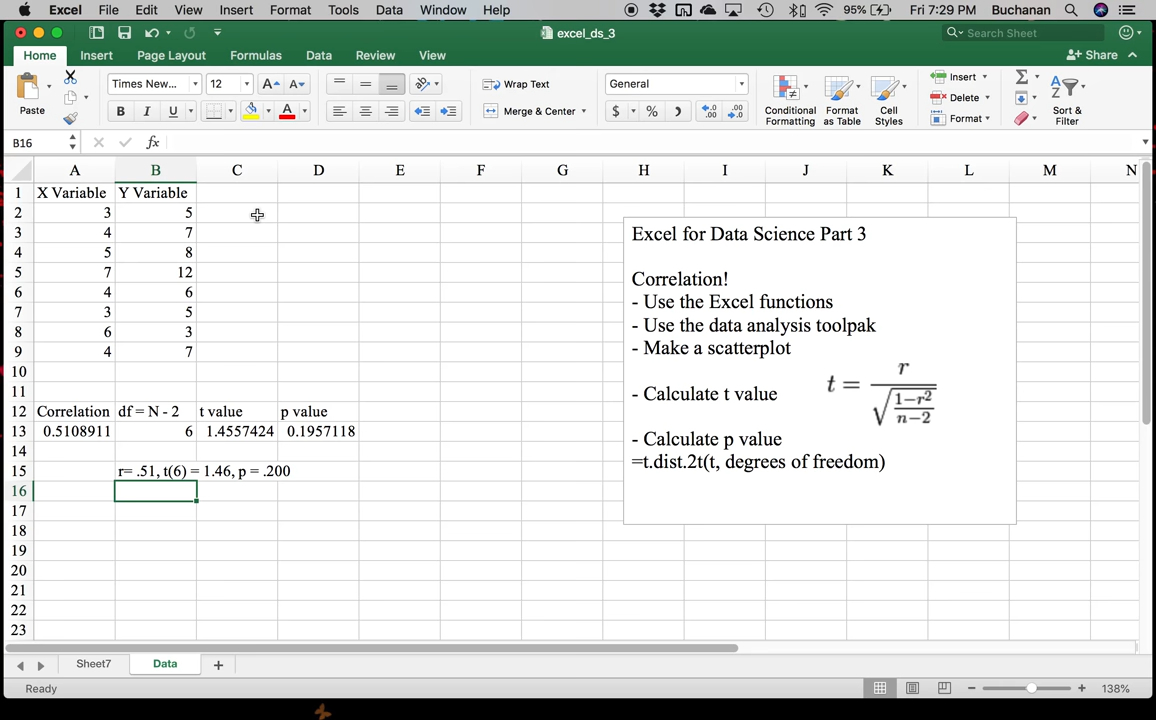 Excel File Edit View Insert Format Tools Data Window Help 95% Fri 7:29 PM Buchanan
excel_ds_3 Search Sheet
Home Insert Page Layout Formulas Data Review View Share
Paste Times New... 12 A A Wrap Text General Conditional Formatting Format as Table Cell Styles Insert Sort & Filter
B I U A Merge & Center $ % Delete
Format
B16 fx
A B C D E F G H I J K L M N
1 X Variable Y Variable
2 3 5
3 4 7
4 5 8
5 7 12
6 4 6
7 3 5
8 6 3
9 4 7
10
11
12 Correlation df = N - 2 t value p value
13 0.5108911 6 1.4557424 0.1957118
14
15 r= .51, t(6) = 1.46, p = .200
16
17
18
19
20
21
22
23
Excel for Data Science Part 3
Correlation!
- Use the Excel functions
- Use the data analysis toolpak
- Make a scatterplot
- Calculate t value t = r / √((1−r²)/(n−2))
- Calculate p value
=t.dist.2t(t, degrees of freedom)
Sheet7 Data +
Ready 138%